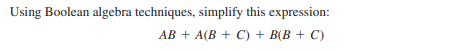 Using Boolean algebra techniques, simplify this expression:
AB + A(B + C) + B(B + C)